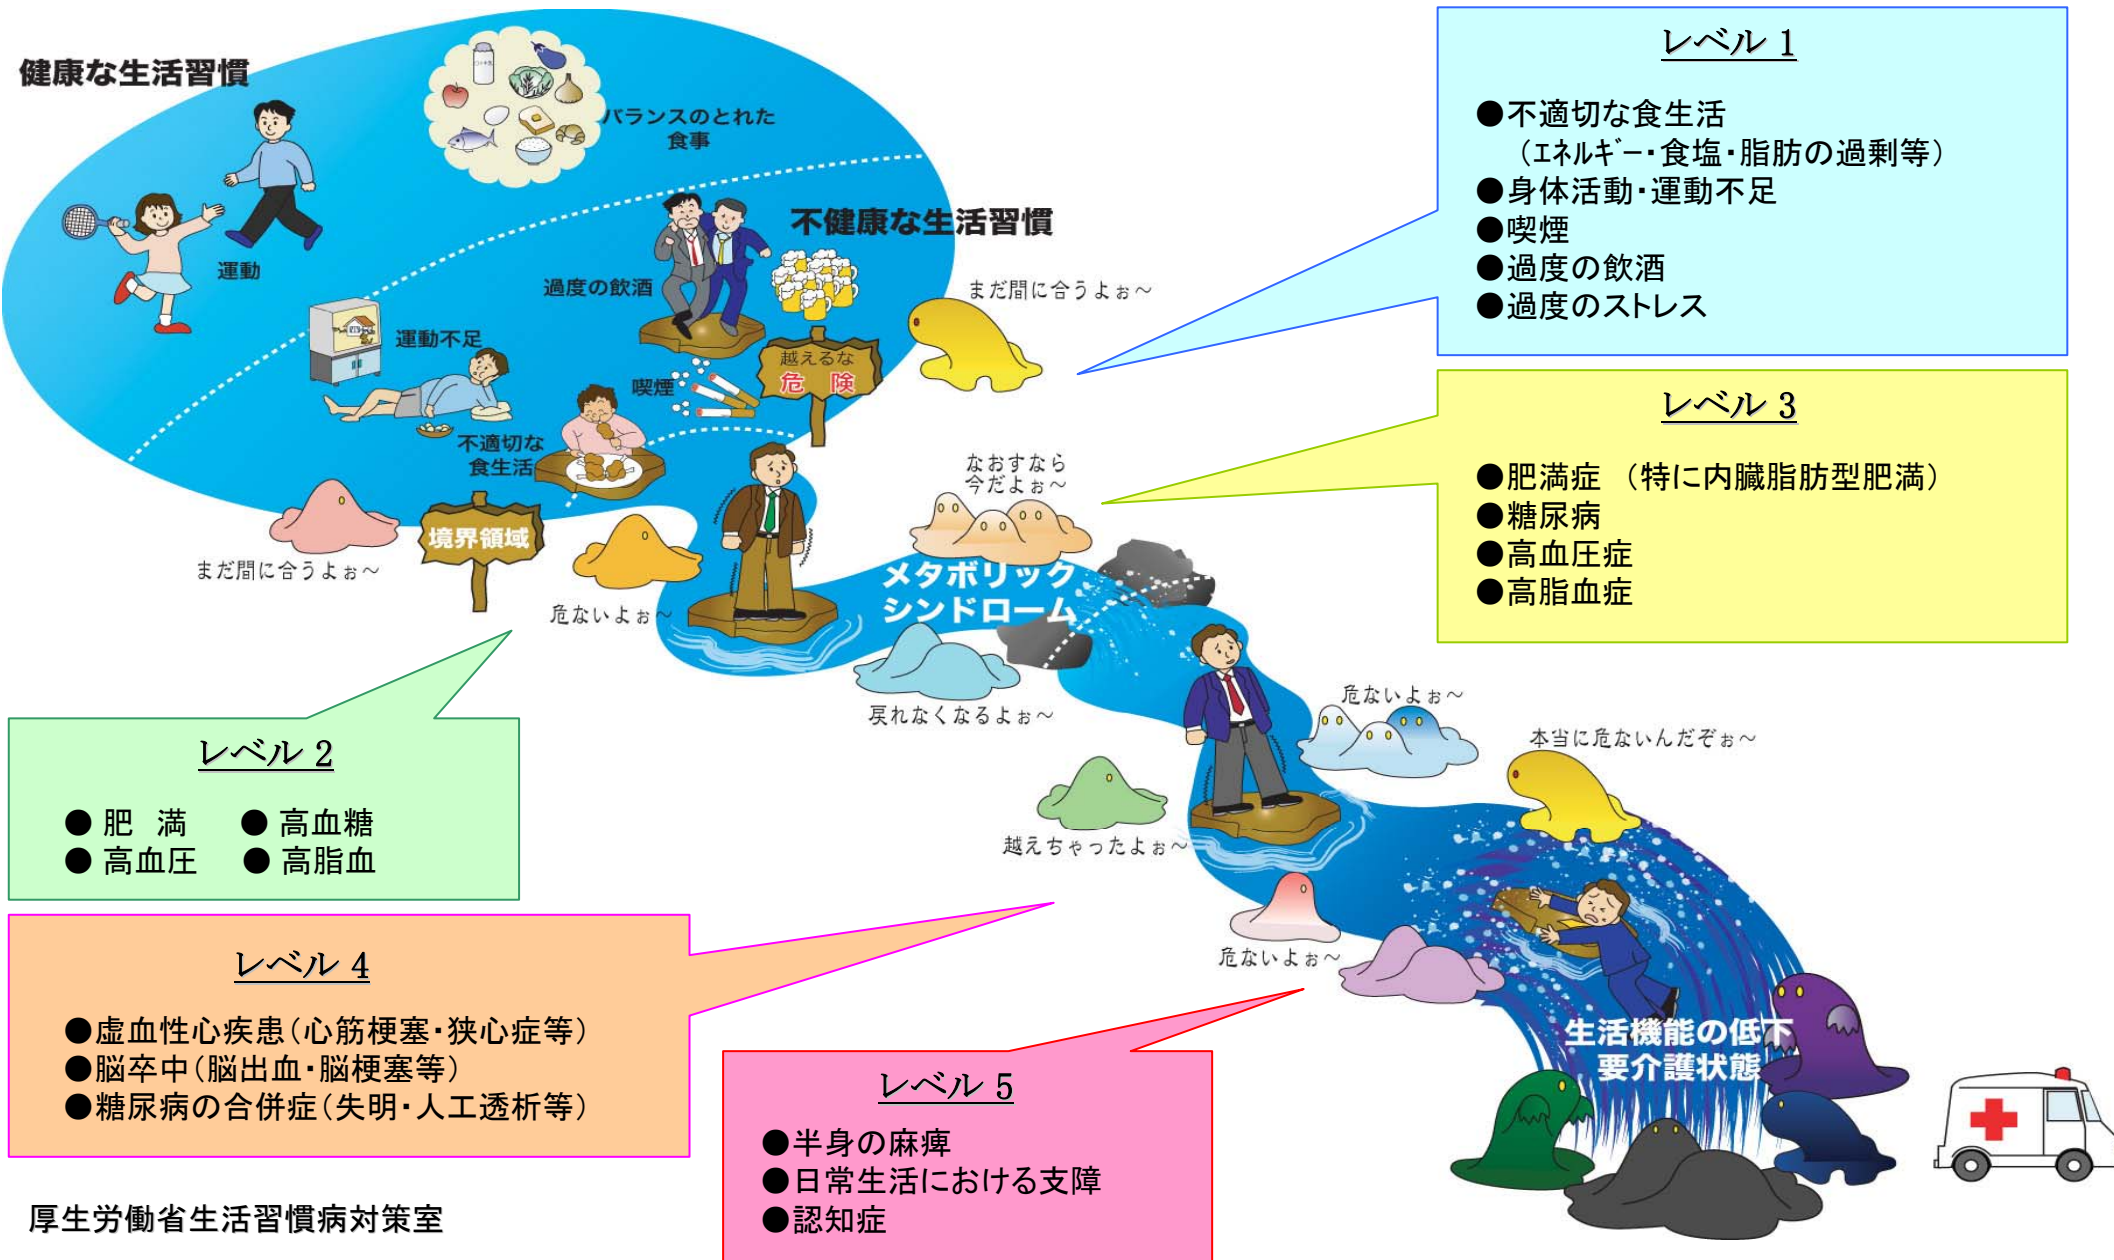 健康な生活習慣
バランスのとれた
食事
運動
不健康な生活習慣
過度の飲酒
まだ間に合うよぉ～
運動不足
越えるな
危 険
喫煙
不適切な
食生活
境界領域
まだ間に合うよぉ～
危ないよぉ～
なおすなら
今だよぉ～
メタボリック
シンドローム
戻れなくなるよぉ～
危ないよぉ～
越えちゃったよぉ～
本当に危ないんだぞぉ～
危ないよぉ～
生活機能の低下
要介護状態
レベル 1
●不適切な食生活
（ｴﾈﾙｷﾞｰ・食塩・脂肪の過剰等）
●身体活動・運動不足
●喫煙
●過度の飲酒
●過度のストレス
レベル 2
● 肥 満 ● 高血糖
● 高血圧 ● 高脂血
レベル 3
●肥満症 （特に内臓脂肪型肥満）
●糖尿病
●高血圧症
●高脂血症
レベル 4
●虚血性心疾患（心筋梗塞・狭心症等）
●脳卒中（脳出血・脳梗塞等）
●糖尿病の合併症（失明・人工透析等）
レベル 5
●半身の麻痺
●日常生活における支障
●認知症
厚生労働省生活習慣病対策室